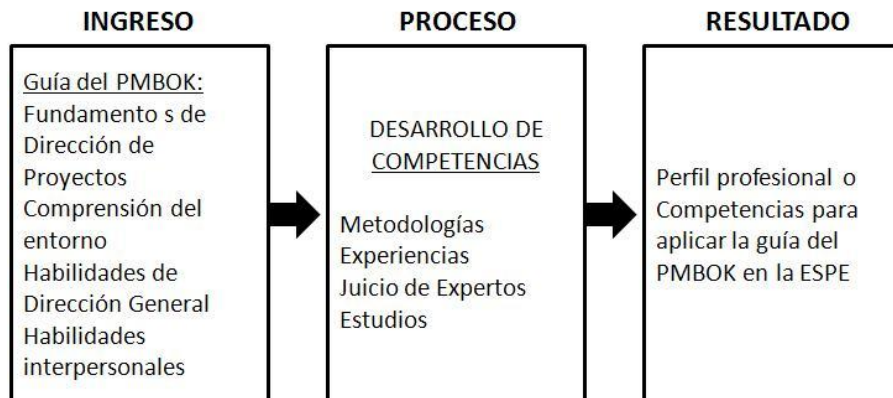 INGRESO
Guía del PMBOK:
Fundamento s de
Dirección de
Proyectos
Comprensión del
entorno
Habilidades de
Dirección General
Habilidades
interpersonales
PROCESO
DESARROLLO DE
COMPETENCIAS
Metodologías
Experiencias
Juicio de Expertos
Estudios
RESULTADO
Perfil profesional o
Competencias para
aplicar la guía del
PMBOK en la ESPE